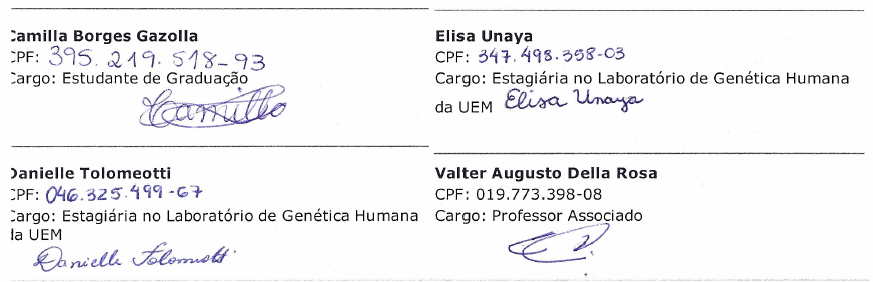 Camilla Borges Gazolla
CPF: 395.219.518-93
Cargo: Estudante de Graduação
Camilla
Elisa Unaya
CPF: 347.498.358-03
Cargo: Estagiária no Laboratório de Genética Humana
da UEM Elisa Unaya
Danielle Tolomeotti
CPF: 046.325.499-67
Cargo: Estagiária no Laboratório de Genética Humana
da UEM
Danielle Tolomeotti
Valter Augusto Della Rosa
CPF: 019.773.398-08
Cargo: Professor Associado